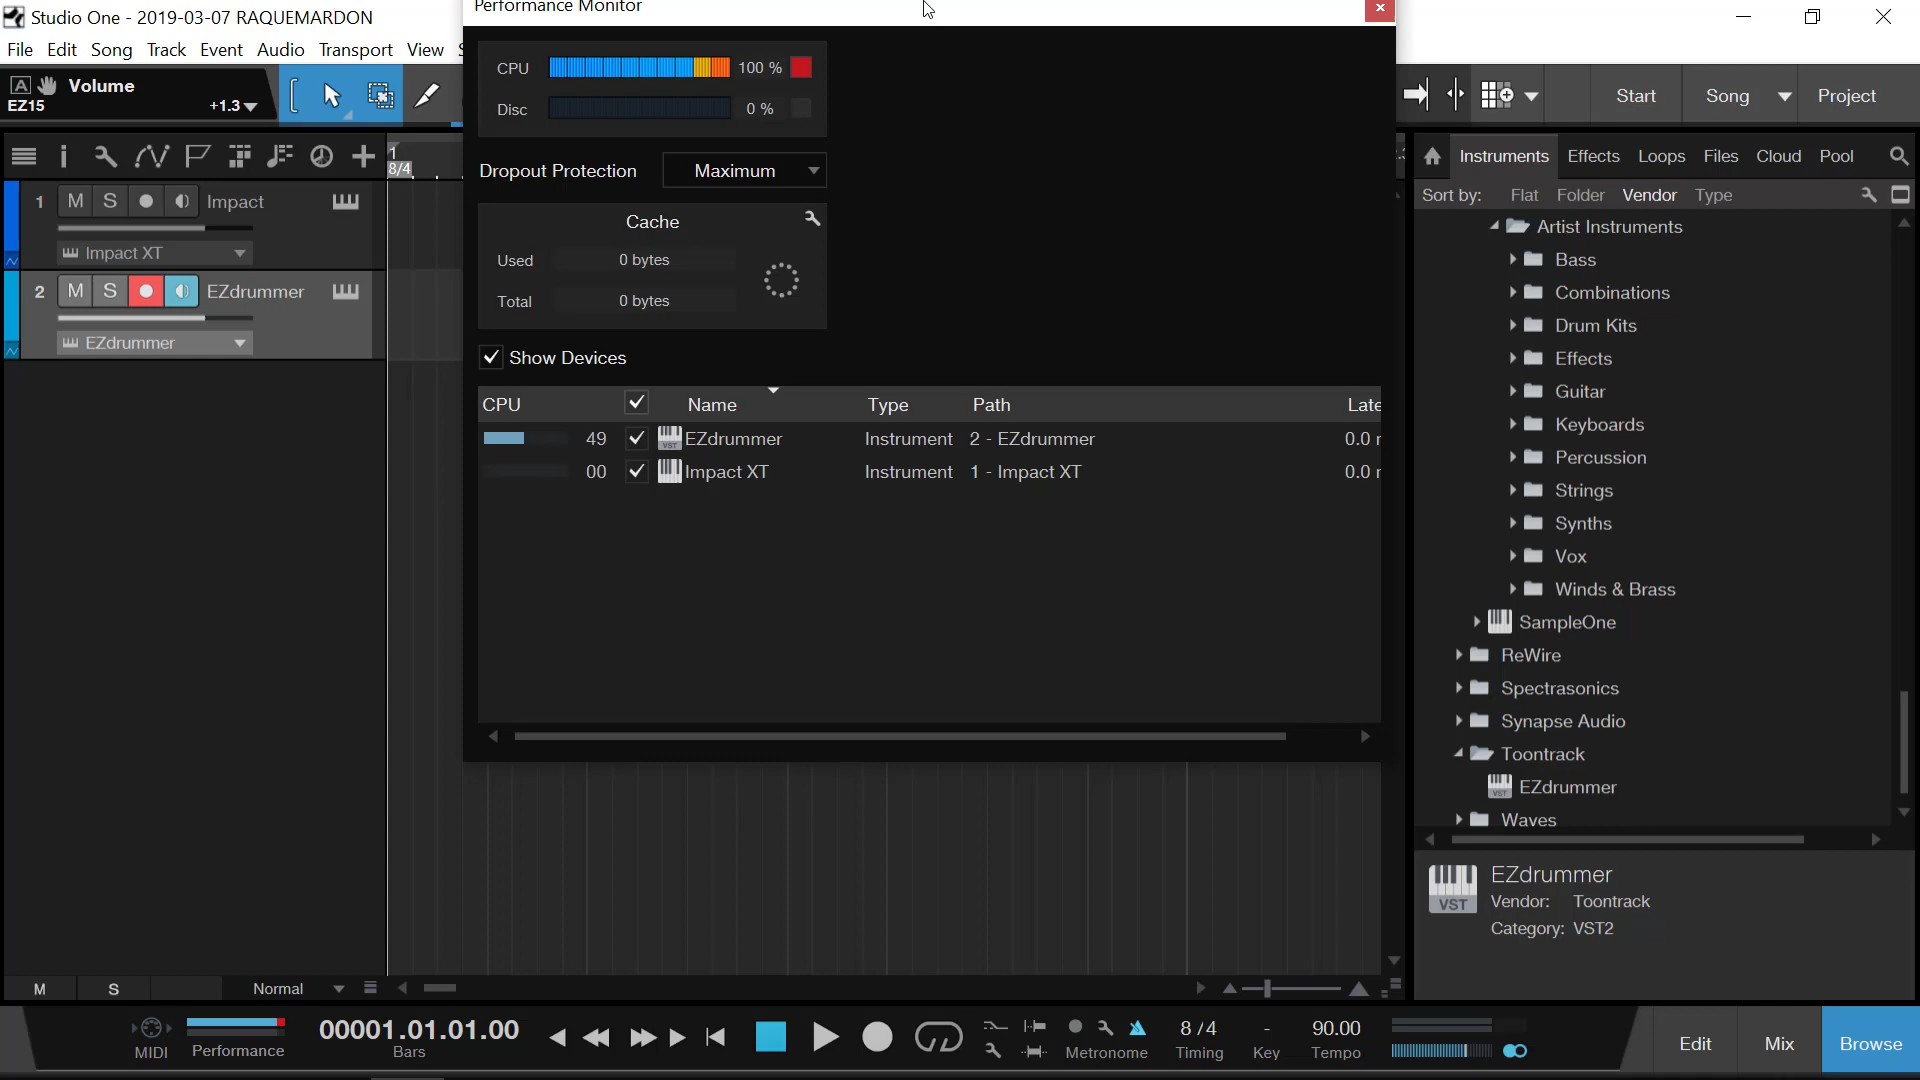 Studio One - 2019-03-07 RAQUEMARDON
Performance Monitor
File Edit Song Track Event Audio Transport View
A Volume
EZ15 +1.3
CPU 100 %
Disc 0 %
Start Song Project
Dropout Protection Maximum
Cache
Used 0 bytes
Total 0 bytes
Show Devices
CPU Name Type Path Late
49 EZdrummer Instrument 2 - EZdrummer 0.0
00 Impact XT Instrument 1 - Impact XT 0.0
1
8/4
1 M S Impact
Impact XT
2 M S EZdrummer
EZdrummer
Instruments Effects Loops Files Cloud Pool
Sort by: Flat Folder Vendor Type
Artist Instruments
Bass
Combinations
Drum Kits
Effects
Guitar
Keyboards
Percussion
Strings
Synths
Vox
Winds & Brass
SampleOne
ReWire
Spectrasonics
Synapse Audio
Toontrack
VST EZdrummer
Waves
EZdrummer
VST
Vendor: Toontrack
Category: VST2
M S Normal
MIDI Performance
00001.01.01.00
Bars
Metronome
8 / 4
Timing
-
Key
90.00
Tempo
Edit Mix Browse